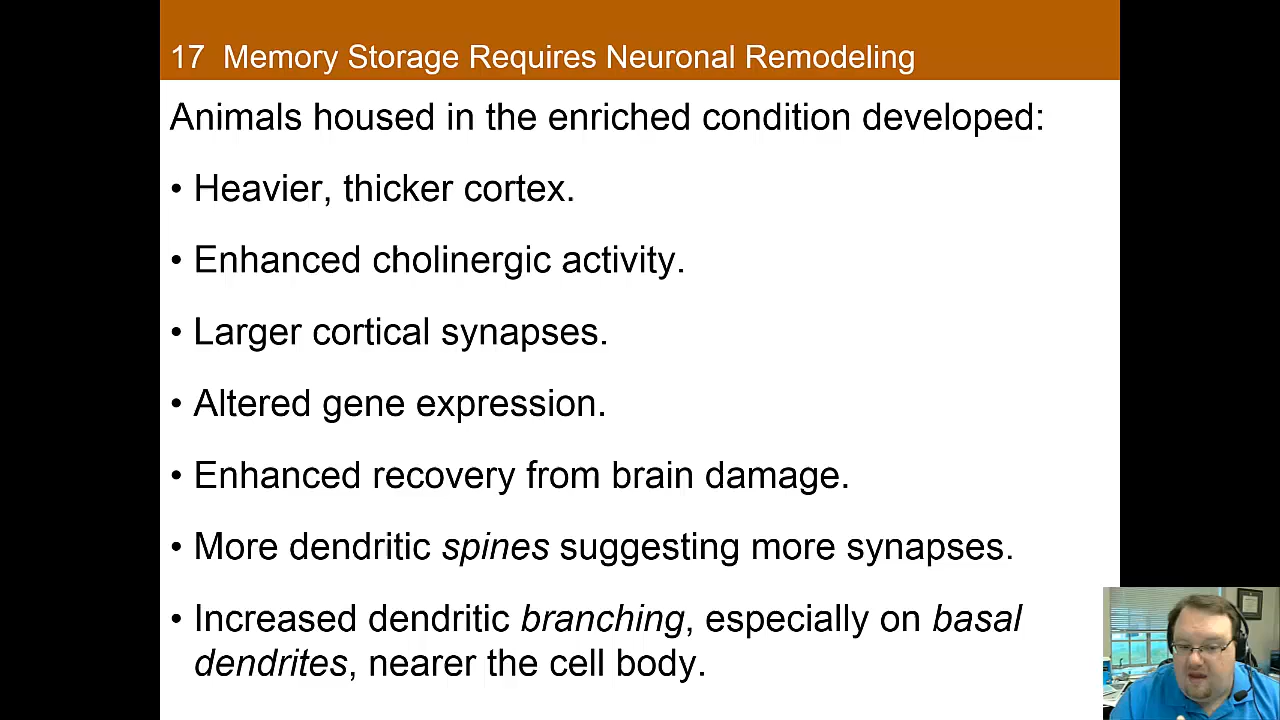 17 Memory Storage Requires Neuronal Remodeling
Animals housed in the enriched condition developed:
• Heavier, thicker cortex.
• Enhanced cholinergic activity.
• Larger cortical synapses.
• Altered gene expression.
• Enhanced recovery from brain damage.
• More dendritic spines suggesting more synapses.
• Increased dendritic branching, especially on basal
dendrites, nearer the cell body.